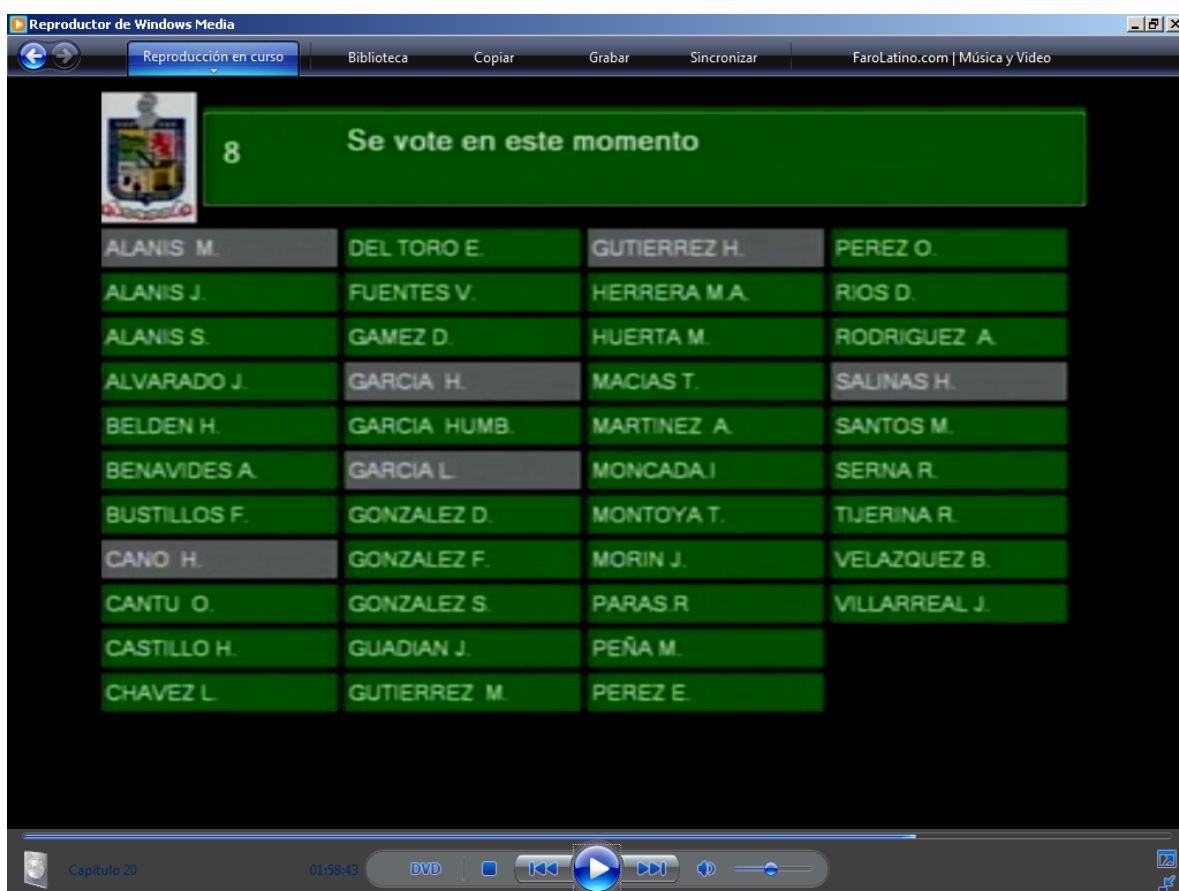 Reproductor de Windows Media
Reproducción en curso Biblioteca Copiar Grabar Sincronizar FaroLatino.com | Música y Video
8 Se vote en este momento
ALANIS M. DEL TORO E. GUTIERREZ H. PEREZ O.
ALANIS J. FUENTES V. HERRERA M.A. RIOS D.
ALANIS S. GAMEZ D. HUERTA M. RODRIGUEZ A.
ALVARADO J. GARCIA H. MACIAS T. SALINAS H.
BELDEN H. GARCIA HUMB. MARTINEZ A. SANTOS M.
BENAVIDES A. GARCIA L. MONCADA.I SERNA R.
BUSTILLOS F. GONZALEZ D. MONTOYA T. TIJERINA R.
CANO H. GONZALEZ F. MORIN J. VELAZQUEZ B.
CANTU O. GONZALEZ S. PARAS.R VILLARREAL J.
CASTILLO H. GUADIAN J. PEÑA M.
CHAVEZ L. GUTIERREZ M. PEREZ E.
Capítulo 20 01:58:43 DVD